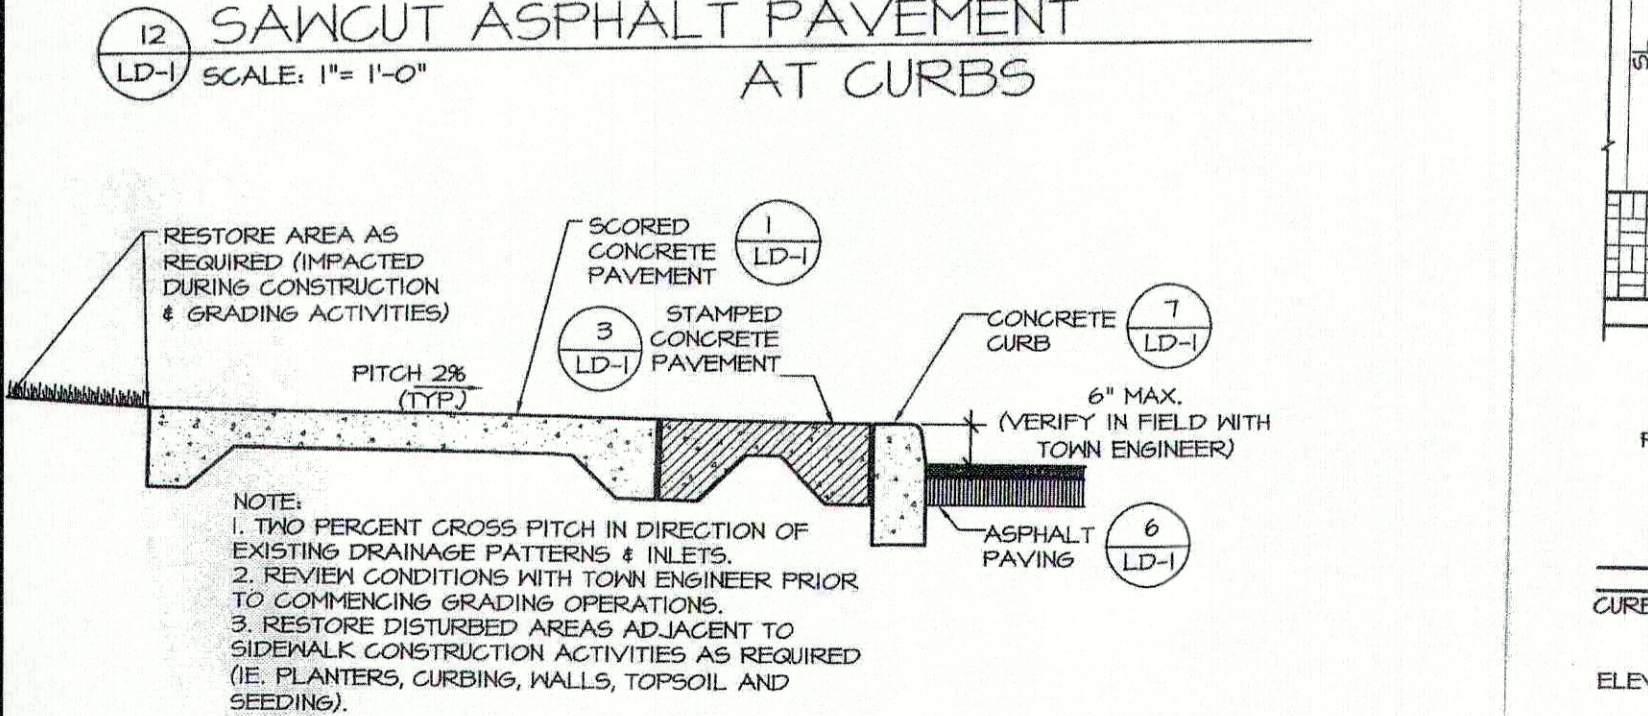 12
LD-1
SAWCUT ASPHALT PAVEMENT
AT CURBS
SCALE: 1"= 1'-0"
RESTORE AREA AS
REQUIRED (IMPACTED
DURING CONSTRUCTION
& GRADING ACTIVITIES)
SCORED
CONCRETE
PAVEMENT
1
LD-1
3
LD-1
STAMPED
CONCRETE
PAVEMENT
CONCRETE
CURB
7
LD-1
PITCH 2%
(TYP.)
6" MAX.
(VERIFY IN FIELD WITH
TOWN ENGINEER)
ASPHALT
PAVING
6
LD-1
NOTE:
1. TWO PERCENT CROSS PITCH IN DIRECTION OF
EXISTING DRAINAGE PATTERNS & INLETS.
2. REVIEW CONDITIONS WITH TOWN ENGINEER PRIOR
TO COMMENCING GRADING OPERATIONS.
3. RESTORE DISTURBED AREAS ADJACENT TO
SIDEWALK CONSTRUCTION ACTIVITIES AS REQUIRED
(IE. PLANTERS, CURBING, WALLS, TOPSOIL AND
SEEDING).